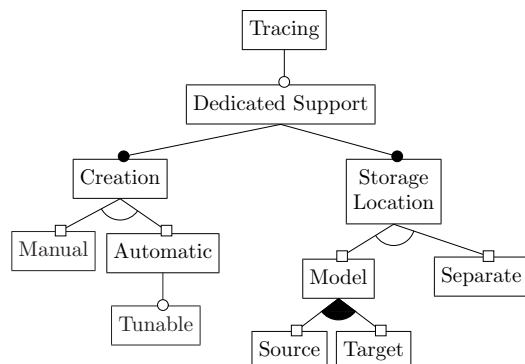 Tracing
Dedicated Support
Creation
Storage
Location
Manual
Automatic
Model
Separate
Tunable
Source
Target